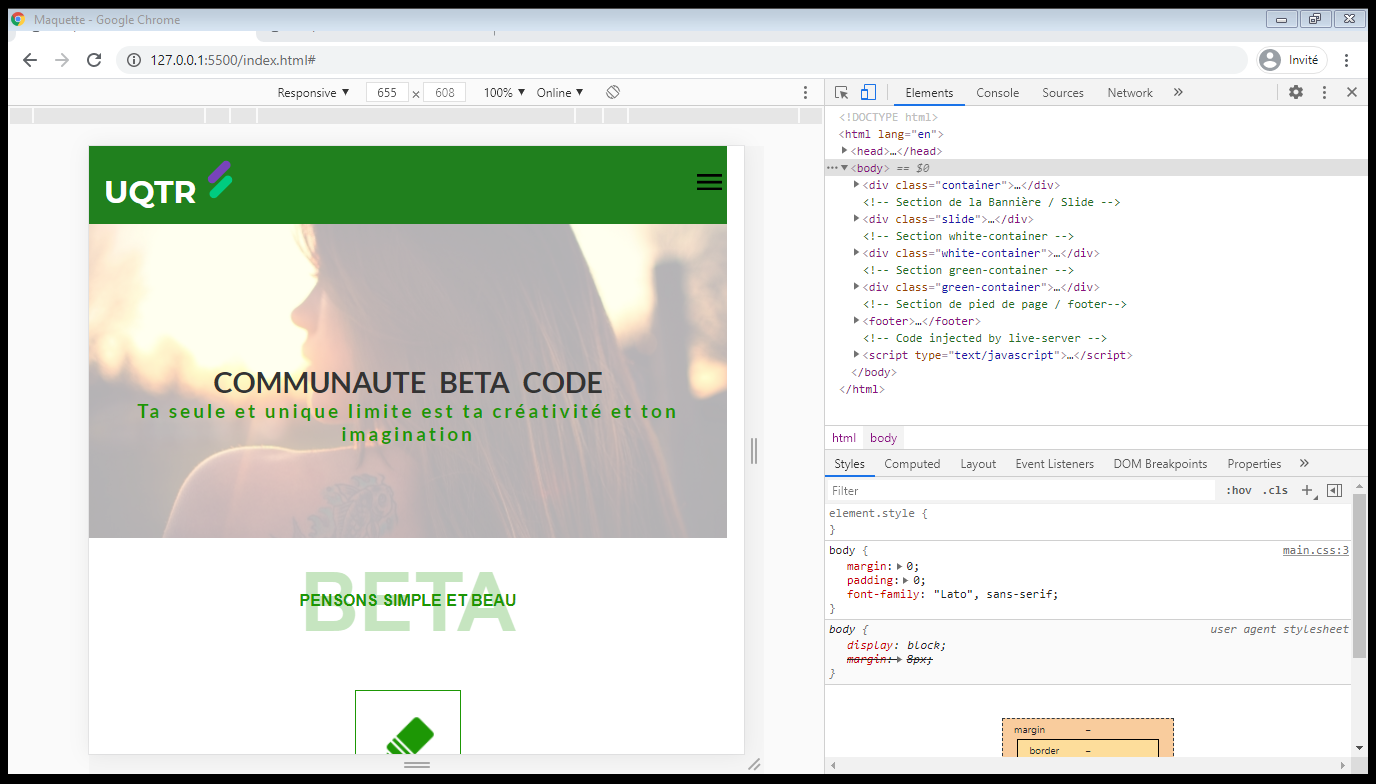 Maquette - Google Chrome
127.0.0.1:5500/index.html#
Invité
Responsive 655 × 608 100% Online
Elements Console Sources Network »
UQTR
COMMUNAUTE BETA CODE
Ta seule et unique limite est ta créativité et ton
imagination
BETA
PENSONS SIMPLE ET BEAU
<!DOCTYPE html>
<html lang="en">
<head>…</head>
<body> == $0
<div class="container">…</div>
<!-- Section de la Bannière / Slide -->
<div class="slide">…</div>
<!-- Section white-container -->
<div class="white-container">…</div>
<!-- Section green-container -->
<div class="green-container">…</div>
<!-- Section de pied de page / footer-->
<footer>…</footer>
<!-- Code injected by live-server -->
<script type="text/javascript">…</script>
</body>
</html>
html body
Styles Computed Layout Event Listeners DOM Breakpoints Properties »
Filter :hov .cls +
element.style {
}
body { main.css:3
margin: 0;
padding: 0;
font-family: "Lato", sans-serif;
}
body { user agent stylesheet
display: block;
margin: 8px;
}
margin –
border –